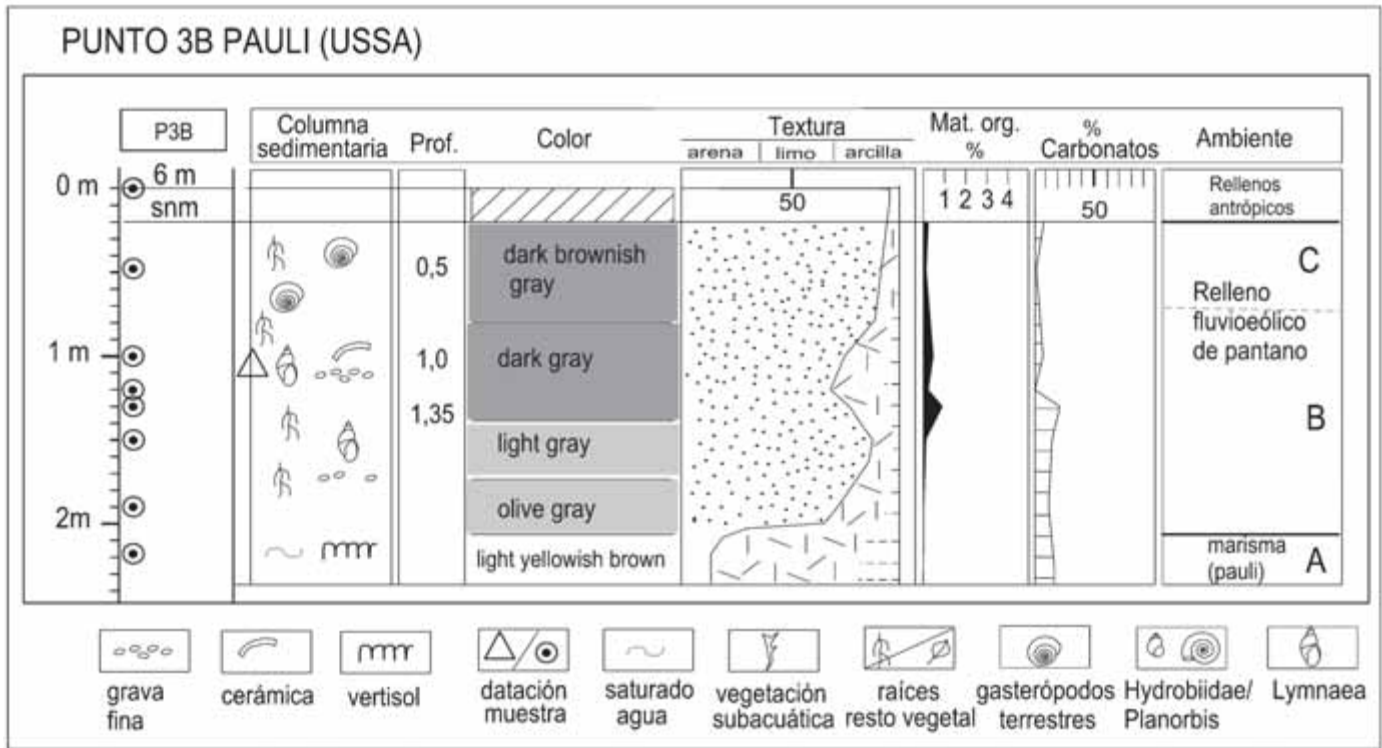 PUNTO 3B PAULI (USSA)
P3B
Columna
sedimentaria
Prof.
Color
Textura
arena limo arcilla
Mat. org.
%
%
Carbonatos
Ambiente
0 m
6 m
snm
50
1 2 3 4
50
Rellenos
antrópicos
0,5
dark brownish
gray
C
Relleno
fluvioeólico
de pantano
1 m
1,0
dark gray
1,35
B
light gray
olive gray
2m
light yellowish brown
marisma
(pauli)
A
grava
fina
cerámica
vertisol
datación
muestra
saturado
agua
vegetación
subacuática
raíces
resto vegetal
gasterópodos
terrestres
Hydrobiidae/
Planorbis
Lymnaea